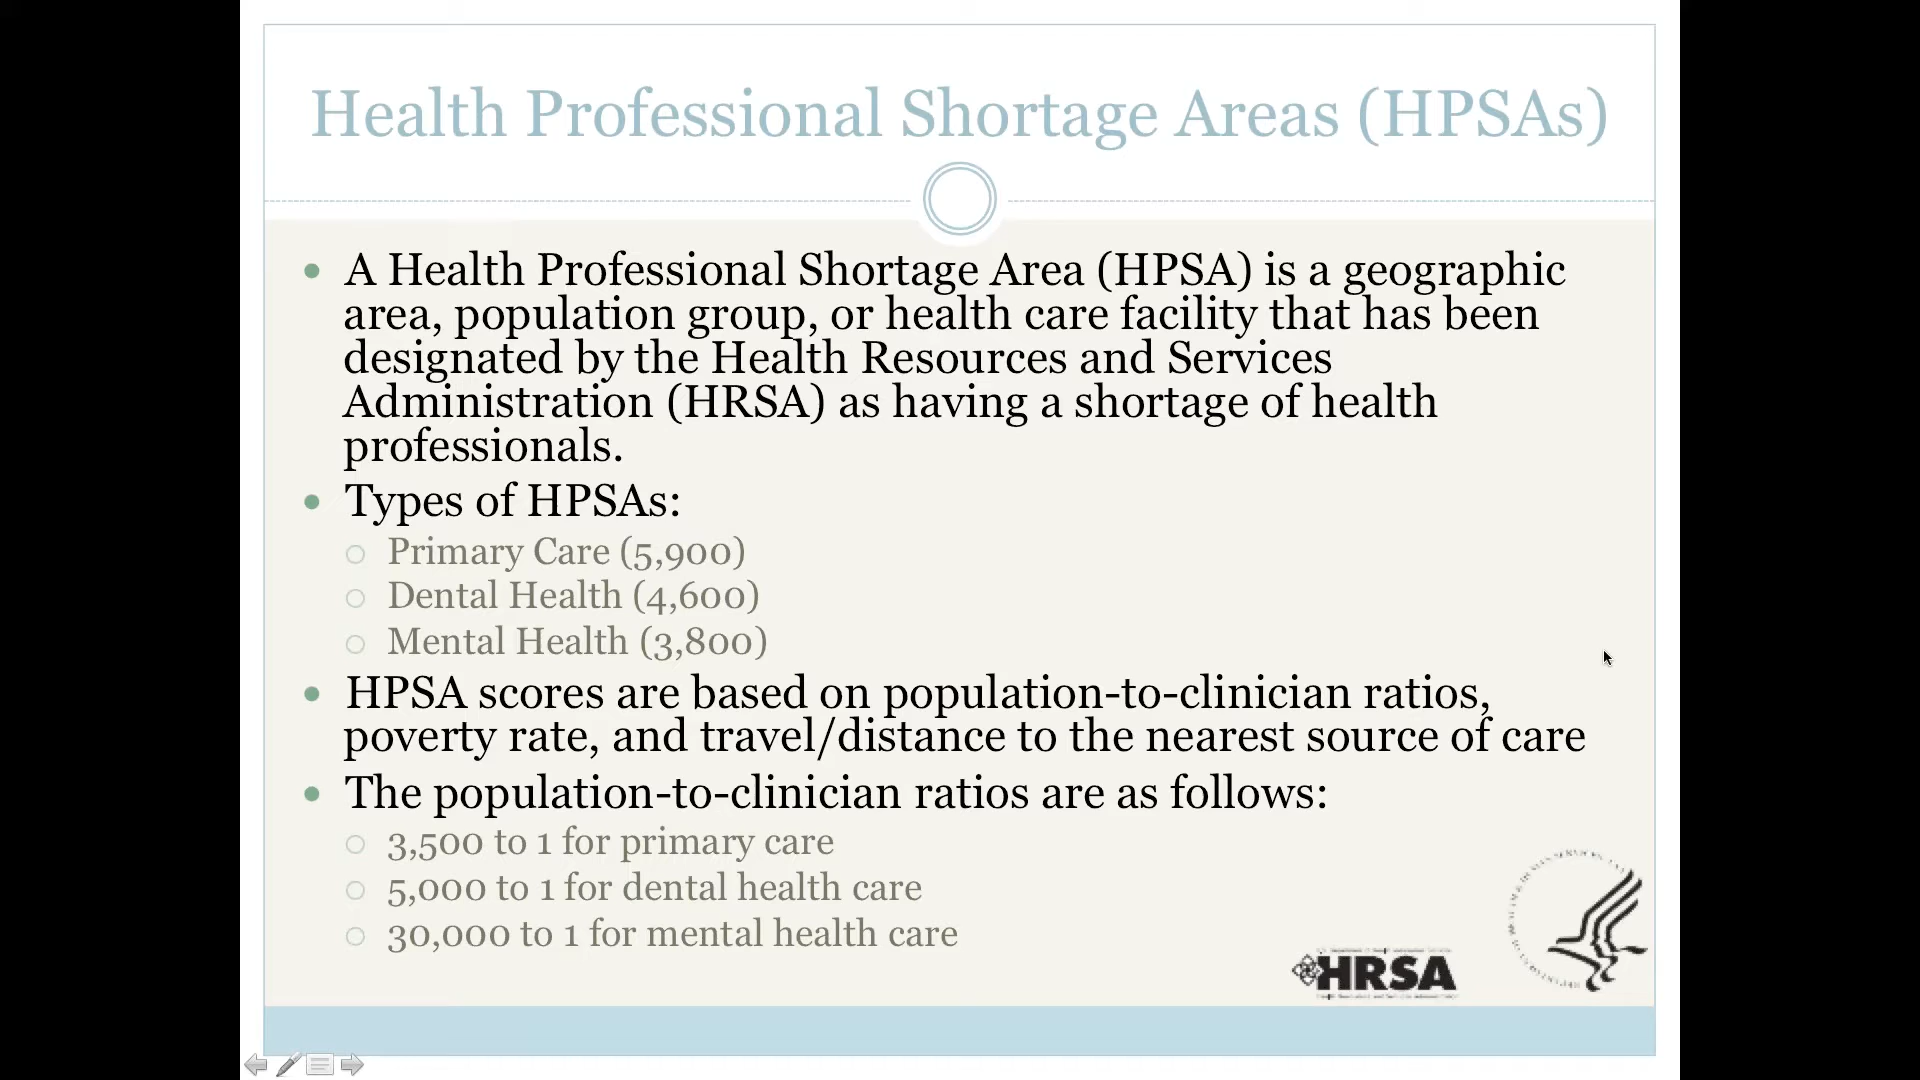 Health Professional Shortage Areas (HPSAs)
A Health Professional Shortage Area (HPSA) is a geographic
area, population group, or health care facility that has been
designated by the Health Resources and Services
Administration (HRSA) as having a shortage of health
professionals.
Types of HPSAs:
Primary Care (5,900)
Dental Health (4,600)
Mental Health (3,800)
HPSA scores are based on population-to-clinician ratios,
poverty rate, and travel/distance to the nearest source of care
The population-to-clinician ratios are as follows:
3,500 to 1 for primary care
5,000 to 1 for dental health care
30,000 to 1 for mental health care
HRSA